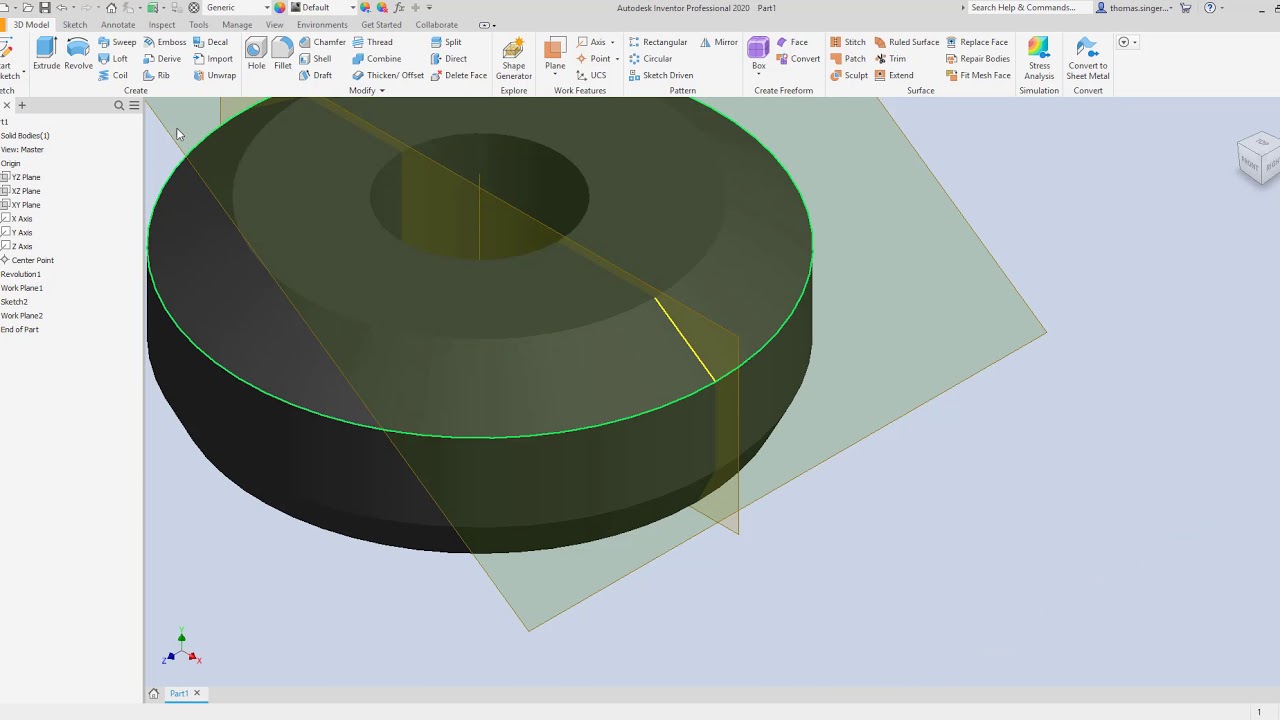 Generic Default Autodesk Inventor Professional 2020 Part1 Search Help & Commands... thomas.singer...
3D Model Sketch Annotate Inspect Tools Manage View Environments Get Started Collaborate
Extrude Revolve Sweep Loft Coil Emboss Derive Rib Decal Import Unwrap
Hole Fillet Chamfer Shell Draft Thread Combine Thicken/ Offset Split Direct Delete Face
Shape Generator
Plane Axis Point UCS
Rectangular Circular Sketch Driven Mirror
Box Face Convert
Stitch Patch Sculpt Ruled Surface Trim Extend Replace Face Repair Bodies Fit Mesh Face
Stress Analysis
Convert to Sheet Metal
Create Modify Explore Work Features Pattern Create Freeform Surface Simulation Convert
Solid Bodies(1)
View: Master
Origin
YZ Plane
XZ Plane
XY Plane
X Axis
Y Axis
Z Axis
Center Point
Revolution1
Work Plane1
Sketch2
Work Plane2
End of Part
TOP
FRONT
RIGHT
Y
Z
X
Part1
1